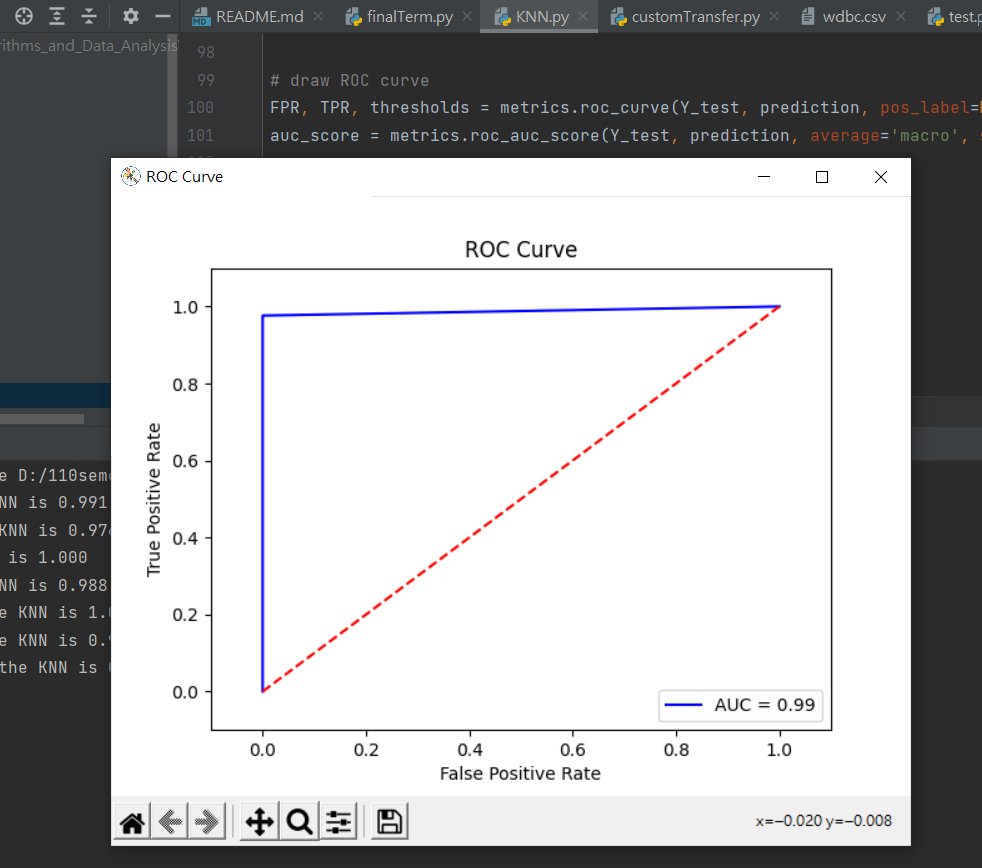 README.md finalTerm.py KNN.py customTransfer.py wdbc.csv
rithms_and_Data_Analysis
98
99 # draw ROC curve
100 FPR, TPR, thresholds = metrics.roc_curve(Y_test, prediction, pos_label=
101 auc_score = metrics.roc_auc_score(Y_test, prediction, average='macro',
ROC Curve
ROC Curve
1.0
0.8
0.6
0.4
0.2
0.0
True Positive Rate
0.0 0.2 0.4 0.6 0.8 1.0
False Positive Rate
AUC = 0.99
x=−0.020 y=−0.008
e D:/110sem
NN is 0.991
KNN is 0.97
is 1.000
NN is 0.988
e KNN is 1.
e KNN is 0.
the KNN is